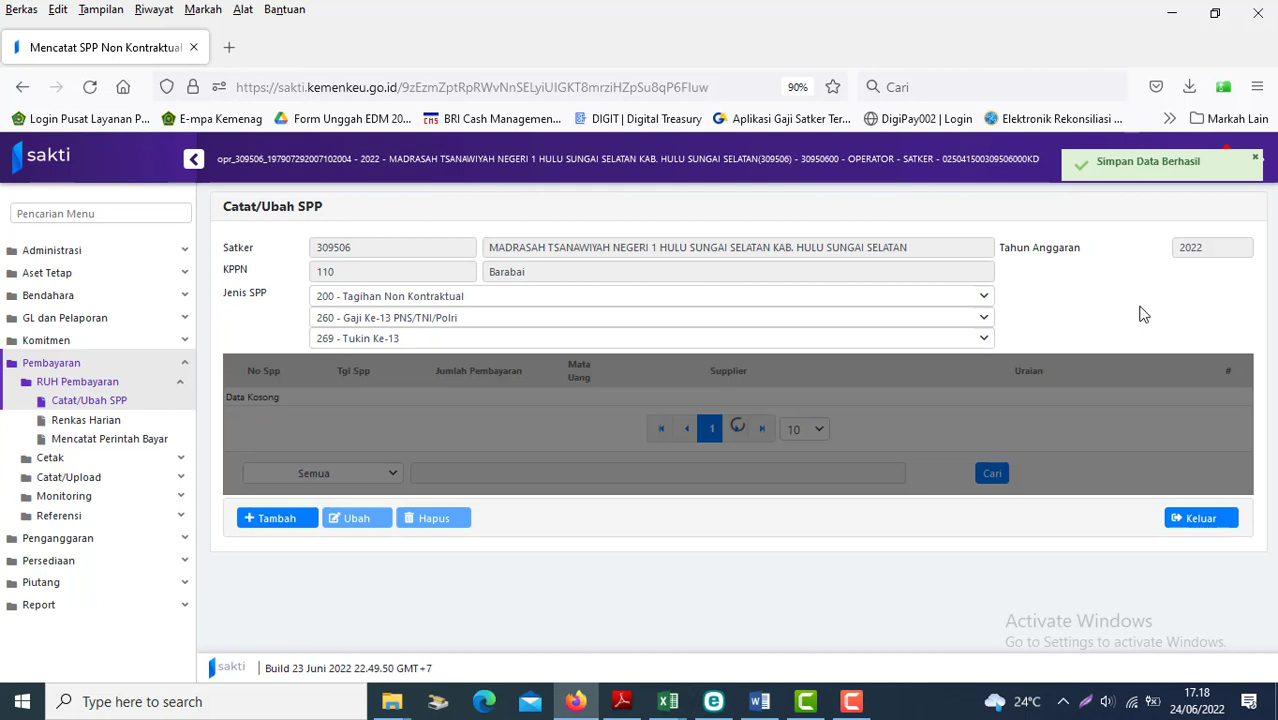 Berkas Edit Tampilan Riwayat Markah Alat Bantuan
Mencatat SPP Non Kontraktual
https://sakti.kemenkeu.go.id/9zEzmZptRpRWvNnSELyiUIGKT8mrziHZpSu8qP6FIuw 90% Cari
Login Pusat Layanan P... E-mpa Kemenag Form Unggah EDM 20... BRI Cash Managemen... DIGIT | Digital Treasury Aplikasi Gaji Satker Ter... DigiPay002 | Login Elektronik Rekonsiliasi ... Markah Lain
sakti opr_309506_197907292007102004 - 2022 - MADRASAH TSANAWIYAH NEGERI 1 HULU SUNGAI SELATAN KAB. HULU SUNGAI SELATAN(309506) - 30950600 - OPERATOR - SATKER - 025041500309506000KD
Simpan Data Berhasil
Pencarian Menu
Administrasi
Aset Tetap
Bendahara
GL dan Pelaporan
Komitmen
Pembayaran
RUH Pembayaran
Catat/Ubah SPP
Renkas Harian
Mencatat Perintah Bayar
Cetak
Catat/Upload
Monitoring
Referensi
Penganggaran
Persediaan
Piutang
Report
Catat/Ubah SPP
Satker 309506 MADRASAH TSANAWIYAH NEGERI 1 HULU SUNGAI SELATAN KAB. HULU SUNGAI SELATAN Tahun Anggaran 2022
KPPN 110 Barabai
Jenis SPP 200 - Tagihan Non Kontraktual
260 - Gaji Ke-13 PNS/TNI/Polri
269 - Tukin Ke-13
No Spp Tgl Spp Jumlah Pembayaran Mata Uang Supplier Uraian #
Data Kosong
1 10
Semua Cari
Tambah Ubah Hapus Keluar
Activate Windows
Go to Settings to activate Windows.
sakti Build 23 Juni 2022 22.49.50 GMT+7
Type here to search 24°C 17.18
24/06/2022